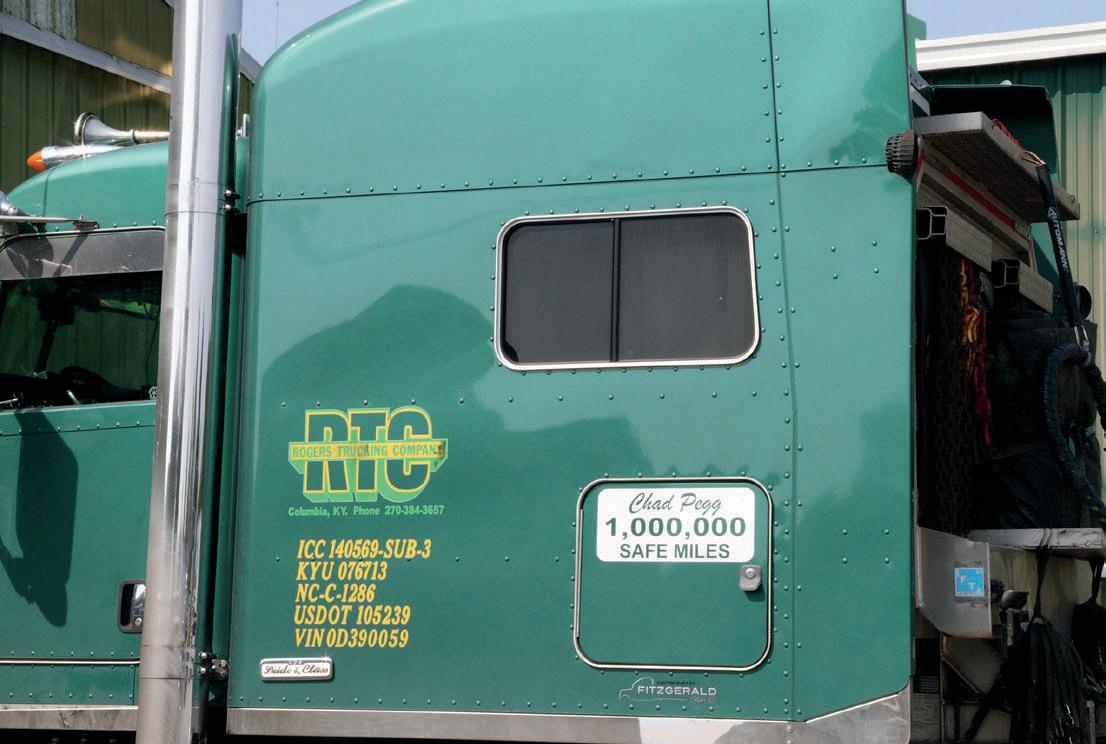 RTC
ROGERS TRUCKING COMPANY
Columbia, KY. Phone 270-384-3657
ICC 140569-SUB-3
KYU 076713
NC-C-1286
USDOT 105239
VIN 0D390059
Pride & Class
Chad Pegg
1,000,000
SAFE MILES
FITZGERALD
AUTOMANN